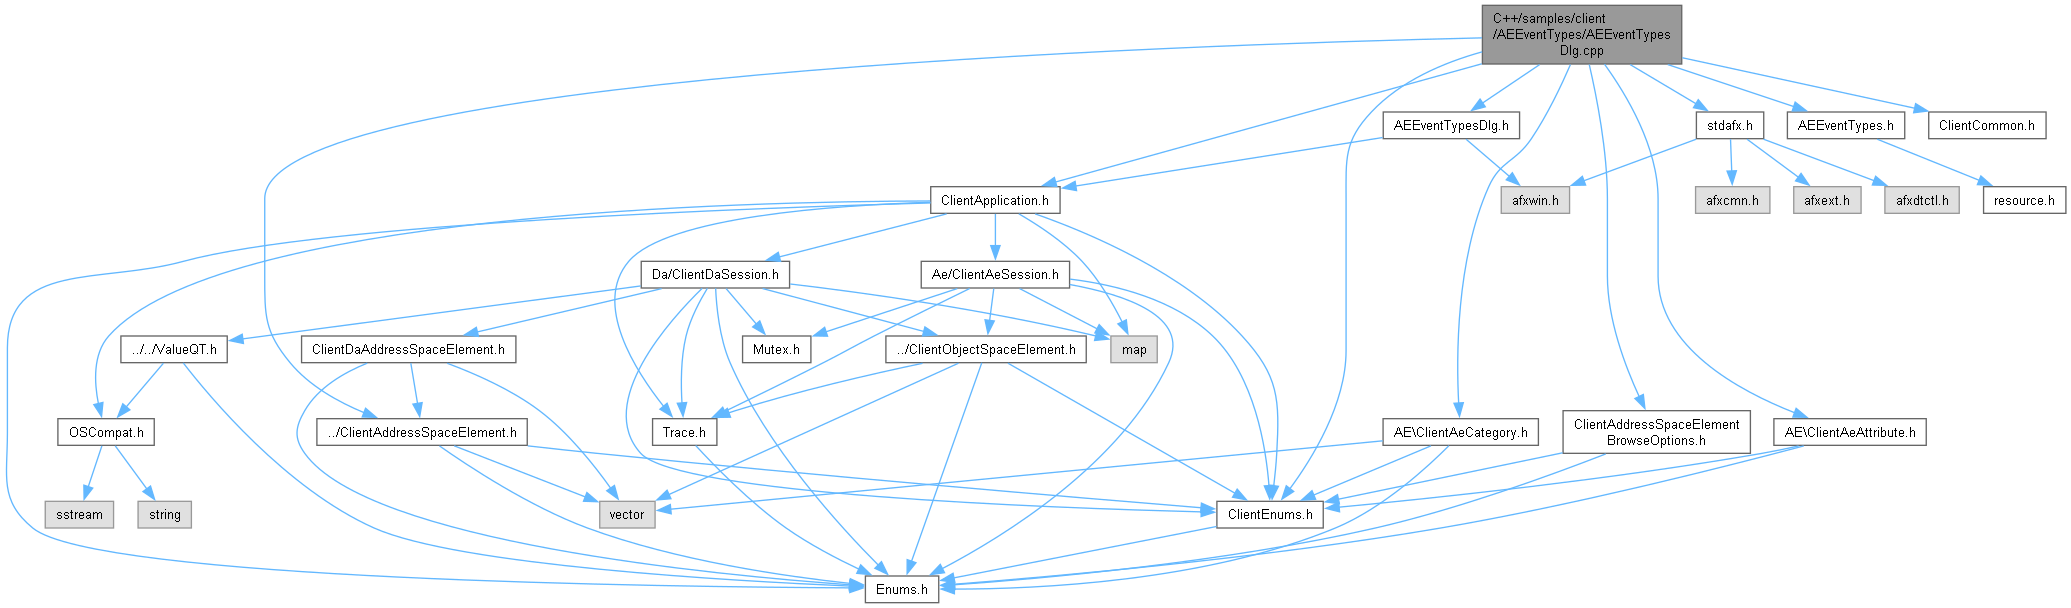 C++/samples/client
/AEEventTypes/AEEventTypes
Dlg.cpp
AEEventTypesDlg.h
stdafx.h
AEEventTypes.h
ClientCommon.h
ClientApplication.h
afxwin.h
afxcmn.h
afxext.h
afxdtctl.h
resource.h
Da/ClientDaSession.h
Ae/ClientAeSession.h
../../ValueQT.h
ClientDaAddressSpaceElement.h
Mutex.h
../ClientObjectSpaceElement.h
map
OSCompat.h
../ClientAddressSpaceElement.h
Trace.h
AE\ClientAeCategory.h
ClientAddressSpaceElement
BrowseOptions.h
AE\ClientAeAttribute.h
sstream
string
vector
ClientEnums.h
Enums.h